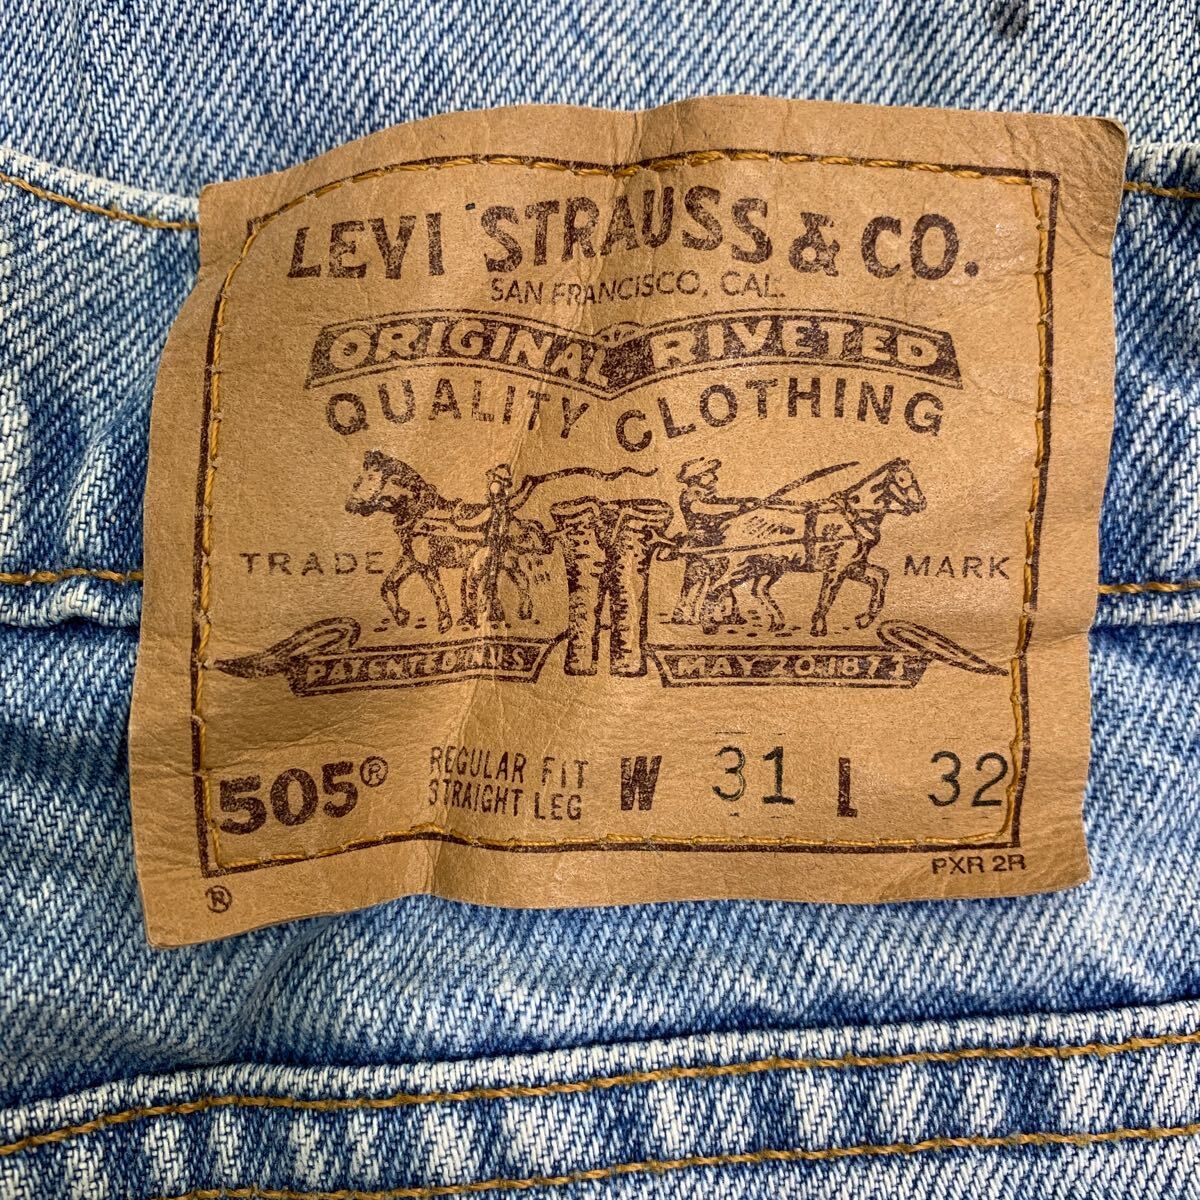 LEVI STRAUSS & CO.
SAN FRANCISCO, CAL.
ORIGINAL RIVETED
QUALITY CLOTHING
TRADE MARK
PATENTED IN U.S. MAY 20 1873
505® REGULAR FIT W 31 L 32
STRAIGHT LEG
PXR 2R
®